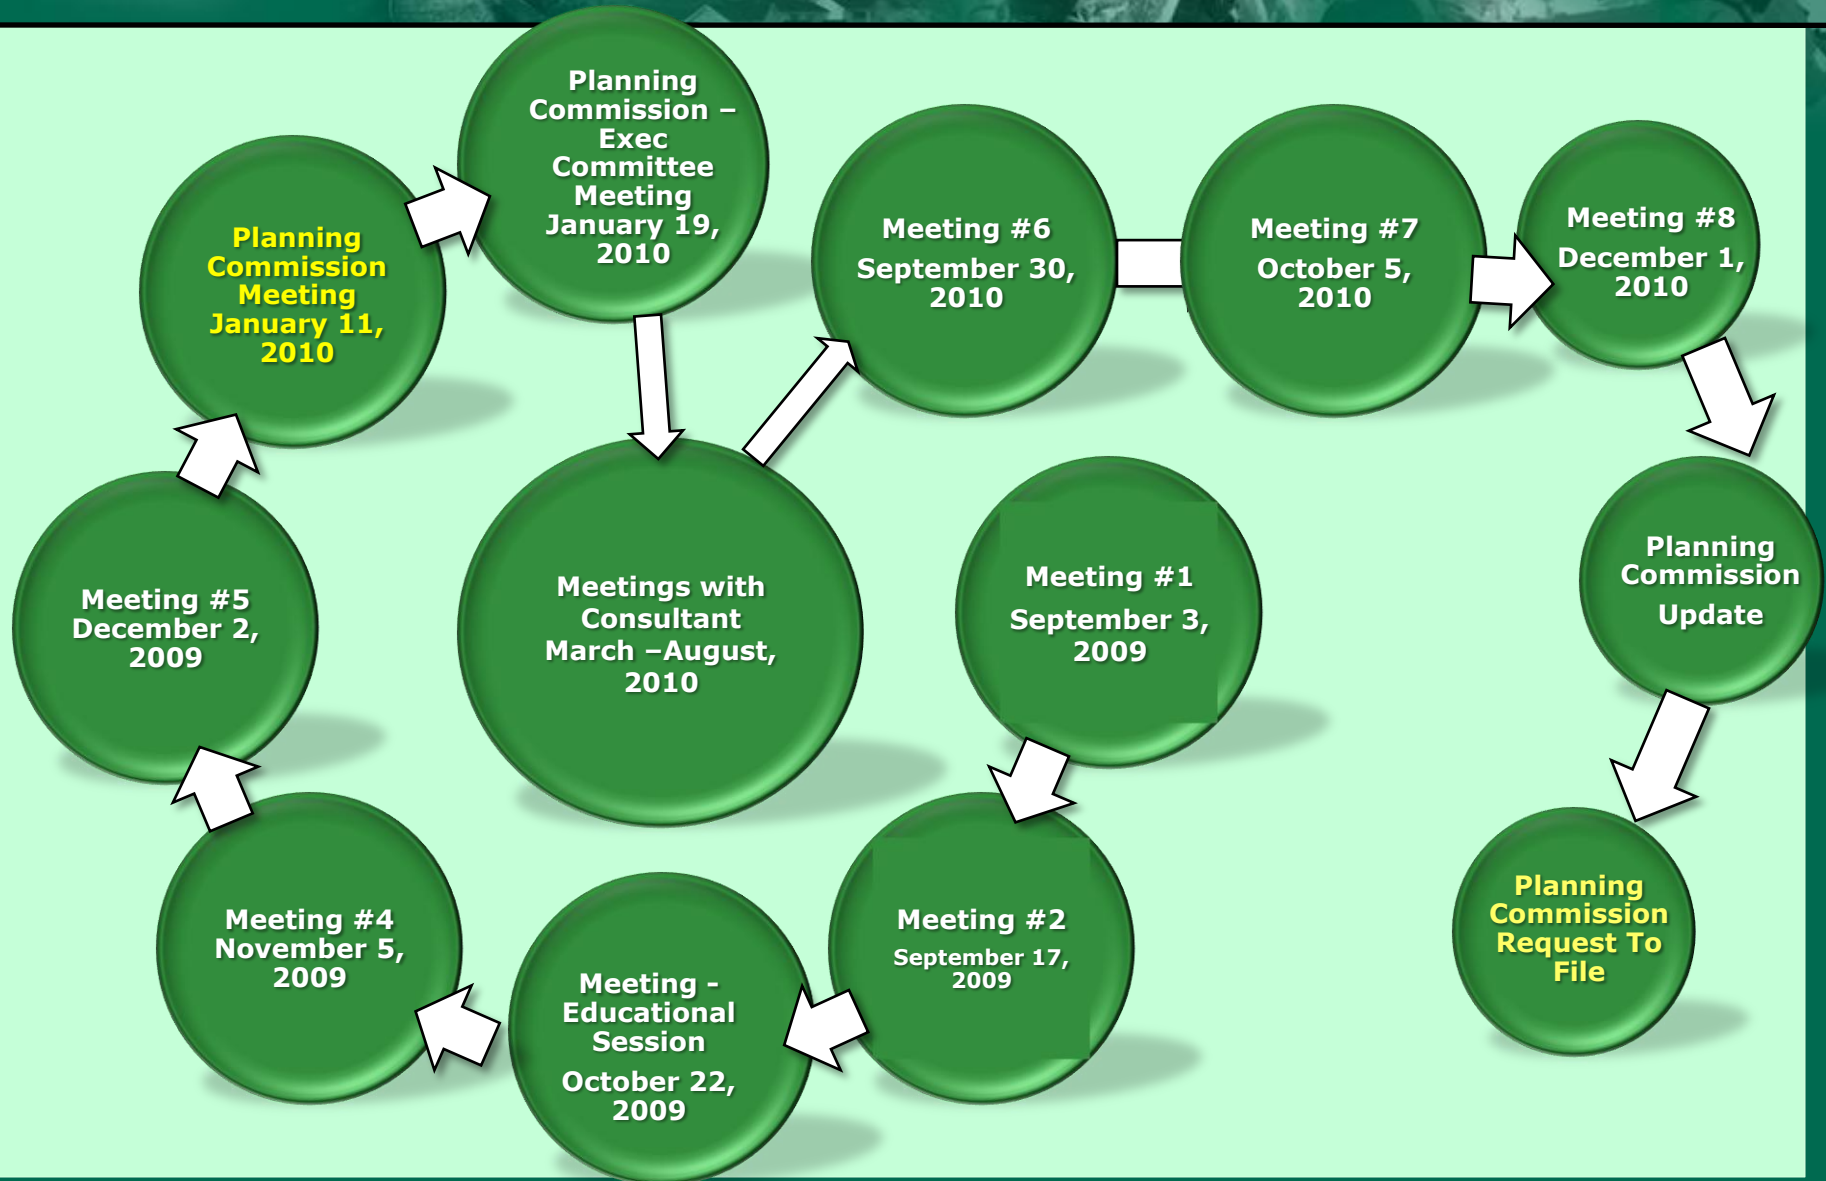 Planning
Commission –
Exec
Committee
Meeting
January 19,
2010
Planning
Commission
Meeting
January 11,
2010
Meeting #6
September 30,
2010
Meeting #7
October 5,
2010
Meeting #8
December 1,
2010
Meeting #5
December 2,
2009
Meetings with
Consultant
March –August,
2010
Meeting #1
September 3,
2009
Planning
Commission
Update
Meeting #4
November 5,
2009
Meeting -
Educational
Session
October 22,
2009
Meeting #2
September 17,
2009
Planning
Commission
Request To
File